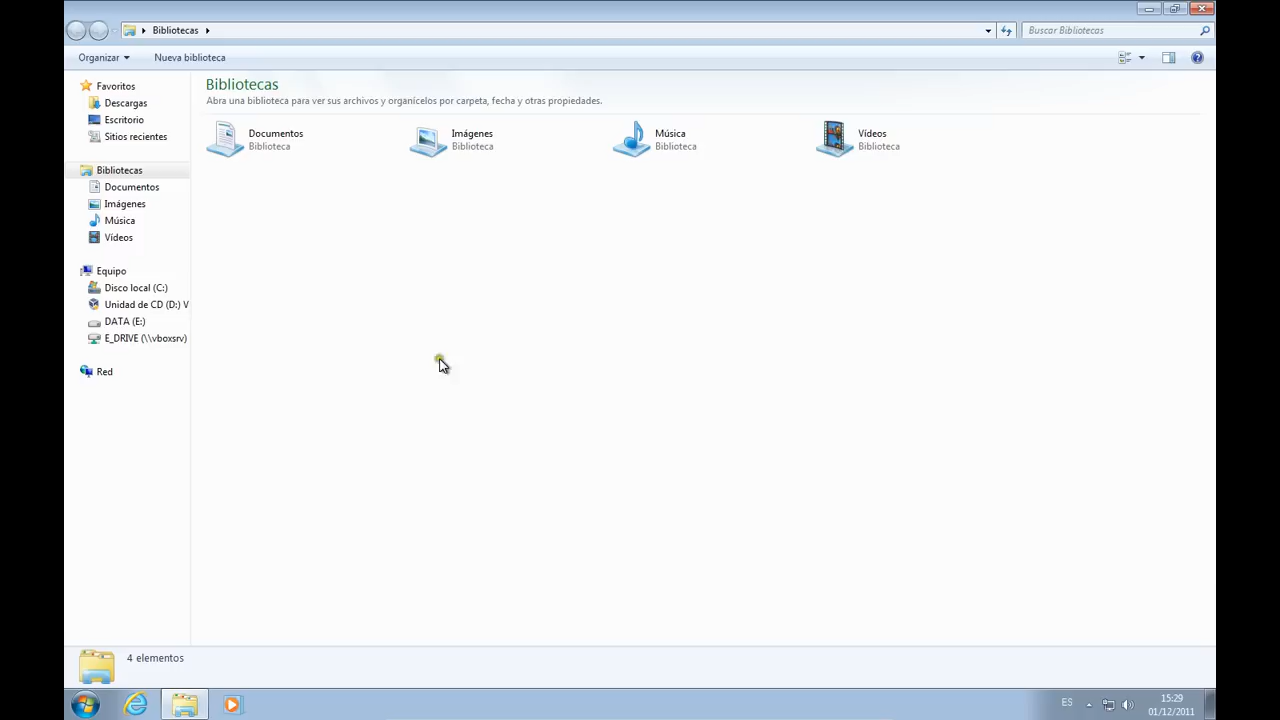 Bibliotecas
Buscar Bibliotecas
Organizar
Nueva biblioteca
Favoritos
Descargas
Escritorio
Sitios recientes
Bibliotecas
Documentos
Imágenes
Música
Vídeos
Equipo
Disco local (C:)
Unidad de CD (D:) V
DATA (E:)
E_DRIVE (\\vboxsrv)
Red
Bibliotecas
Abra una biblioteca para ver sus archivos y organícelos por carpeta, fecha y otras propiedades.
Documentos
Biblioteca
Imágenes
Biblioteca
Música
Biblioteca
Vídeos
Biblioteca
4 elementos
ES
15:29
01/12/2011